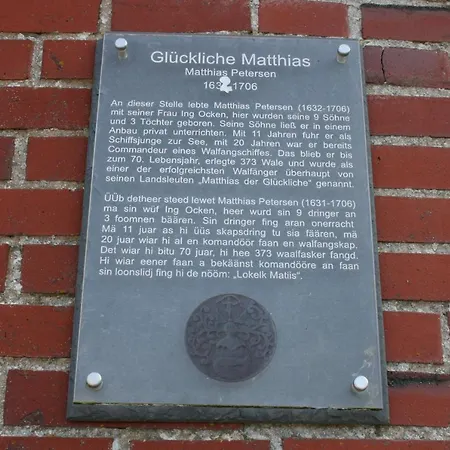 Glückliche Matthias
Matthias Petersen
1632-1706
An dieser Stelle lebte Matthias Petersen (1632-1706)
mit seiner Frau Ing Ocken, hier wurden seine 9 Söhne
und 3 Töchter geboren. Seine Söhne ließ er in einem
Anbau privat unterrichten. Mit 11 Jahren fuhr er als
Schiffsjunge zur See, mit 20 Jahren war er bereits
Commandeur eines Walfangschiffes. Das blieb er bis
zum 70. Lebensjahr, erlegte 373 Wale und wurde als
einer der erfolgreichsten Walfänger überhaupt von
seinen Landsleuten „Matthias der Glückliche“ genannt.
ÜÜb detheer steed lewet Matthias Petersen (1631-1706)
ma sin wüf Ing Ocken, heer wurd sin 9 dringer an
3 foomnen bäären. Sin dringer fing aran onerracht
Mä 11 juar as hi üüs skapsdring tu sia fäären, mä
20 juar wiar hi al en komandöör faan en walfangskap.
Det wiar hi bitu 70 juar, hi hee 373 waalfasker fangd.
Hi wiar eener faan a bekäänst komandööre an faan
sin loonslidj fing hi de nööm: „Lokelk Matiis“.